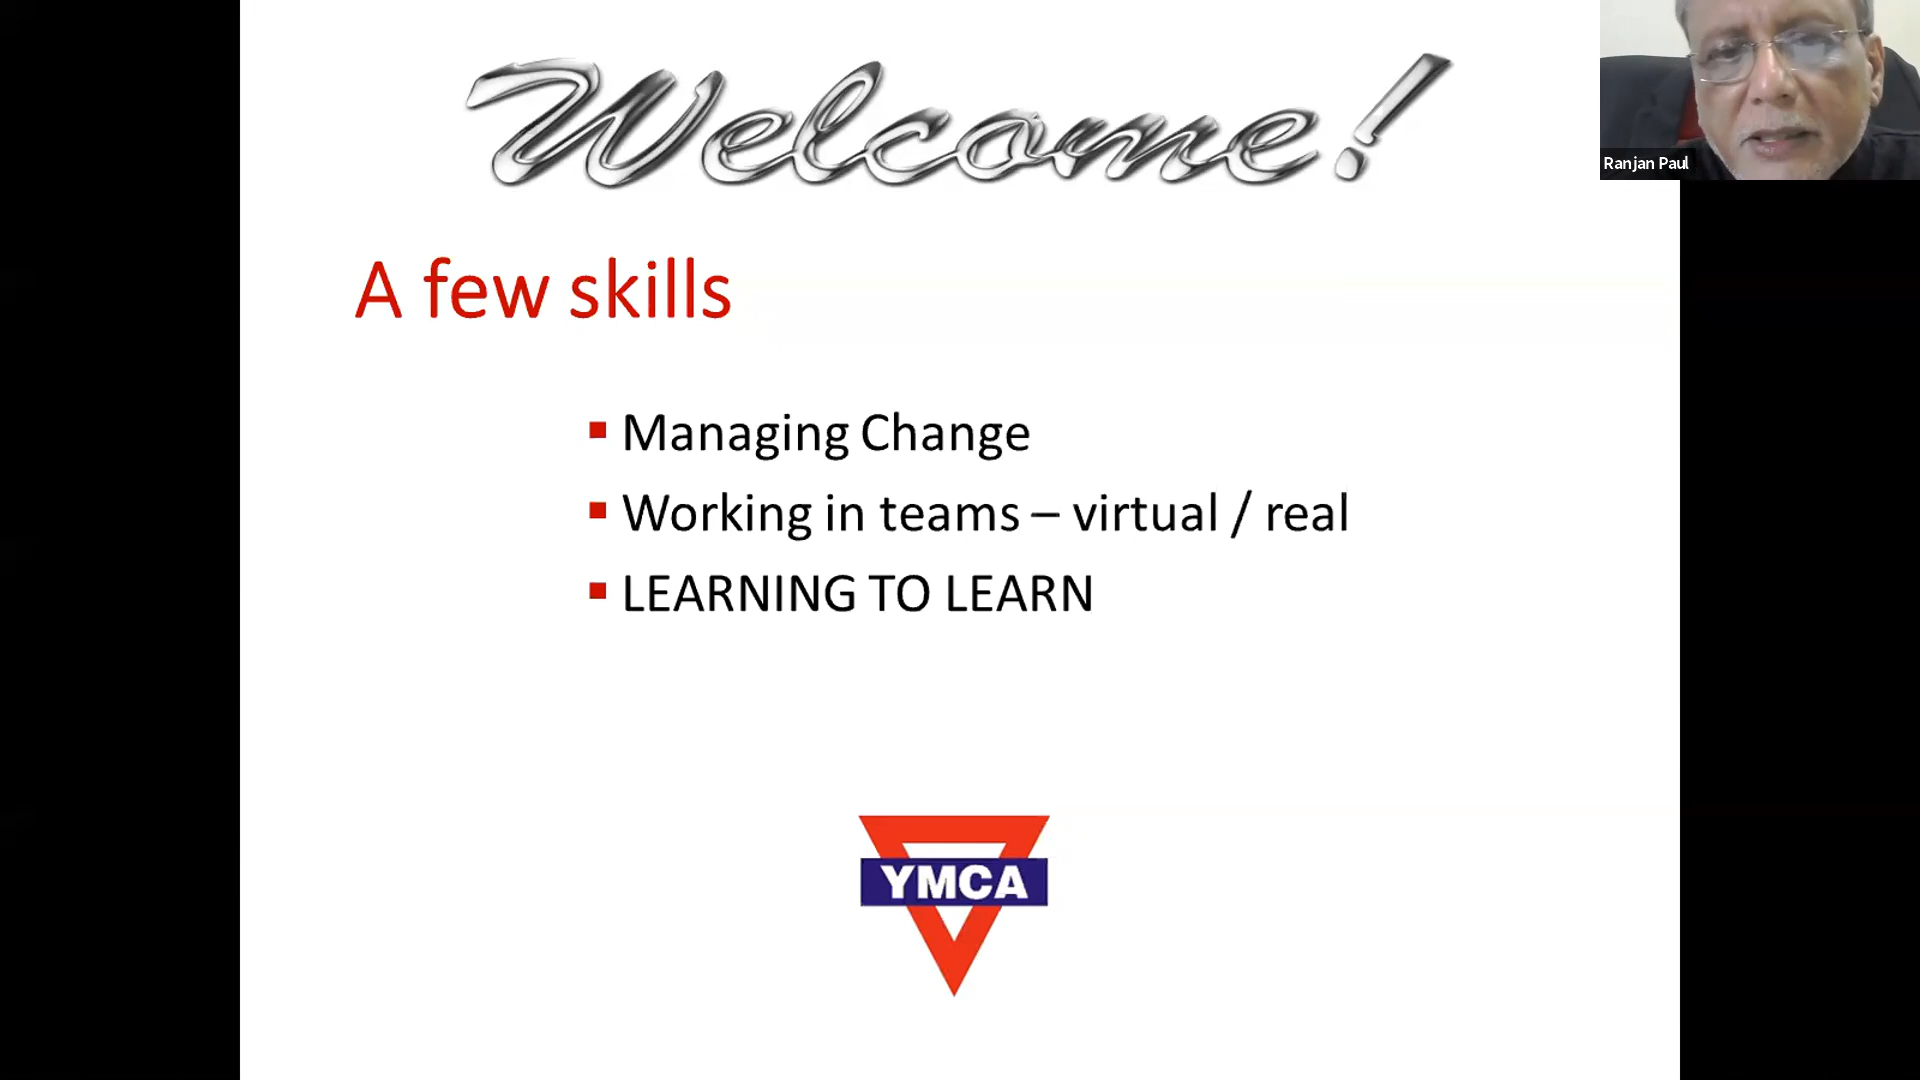 Welcome!
Ranjan Paul
A few skills
Managing Change
Working in teams – virtual / real
LEARNING TO LEARN
YMCA